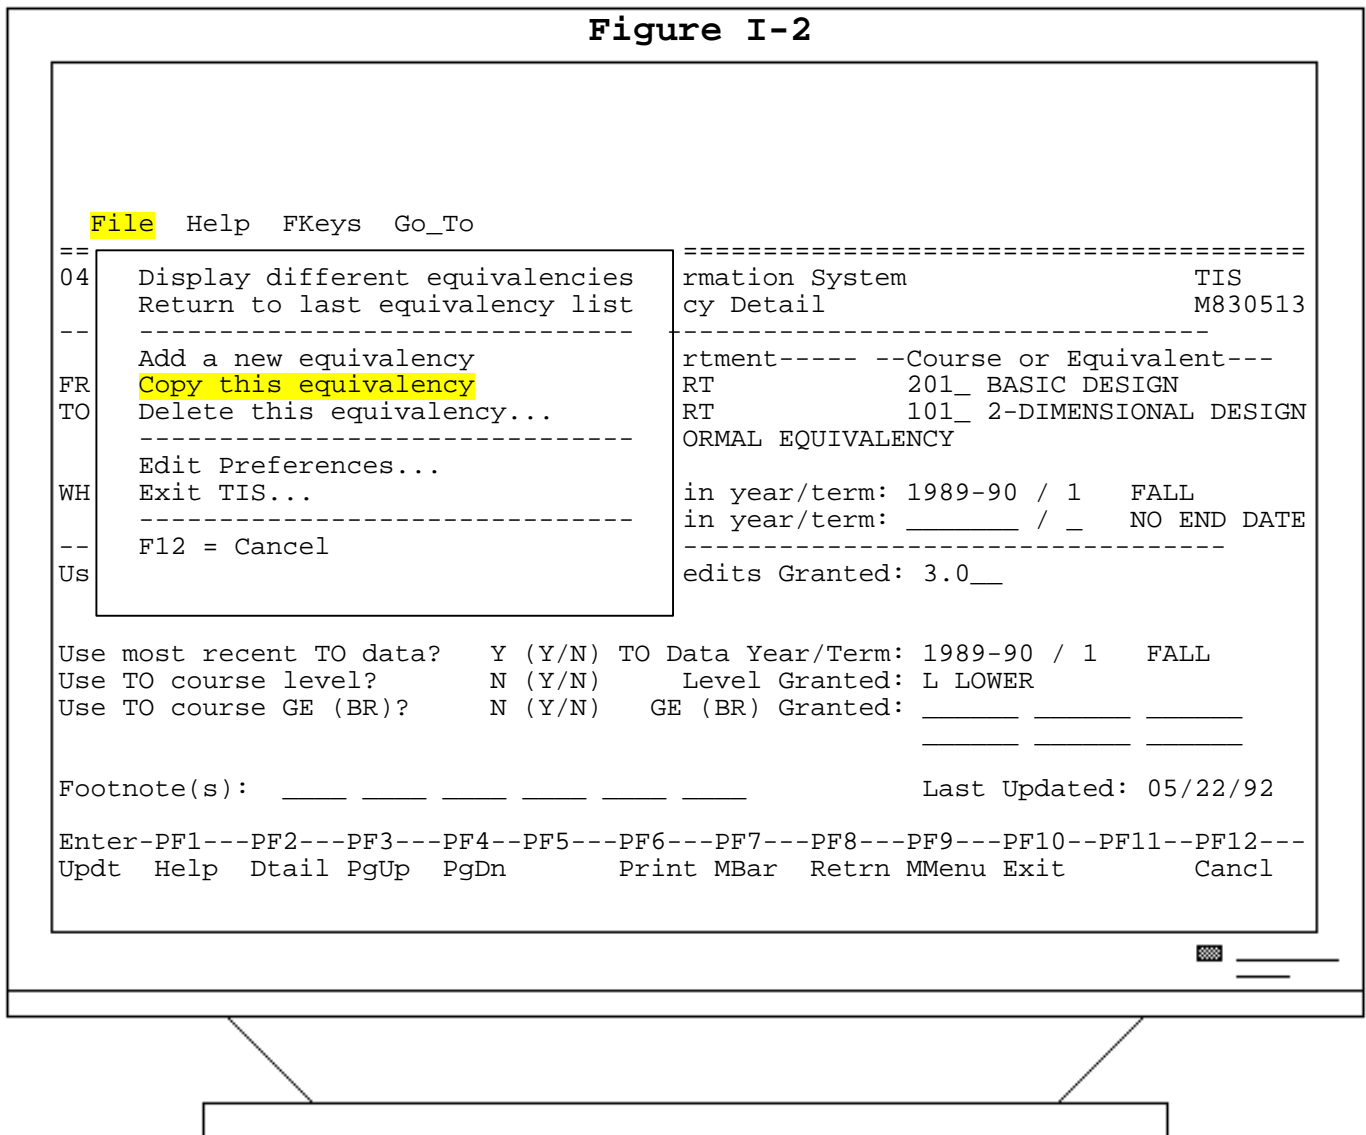 Figure I-2
File  Help  FKeys  Go_To
==                                     =======================================
04   Display different equivalencies   rmation System                  TIS
     Return to last equivalency list   cy Detail                       M830513
--   -------------------------------  ----------------------------------
     Add a new equivalency             rtment----- --Course or Equivalent---
FR   Copy this equivalency             RT            201_ BASIC DESIGN
TO   Delete this equivalency...        RT            101_ 2-DIMENSIONAL DESIGN
     -------------------------------   ORMAL EQUIVALENCY
     Edit Preferences...
WH   Exit TIS...                       in year/term: 1989-90 / 1   FALL
     -------------------------------   in year/term: _______ / _   NO END DATE
--   F12 = Cancel                      ----------------------------------
Us                                     edits Granted: 3.0__
Use most recent TO data?   Y (Y/N) TO Data Year/Term: 1989-90 / 1   FALL
Use TO course level?       N (Y/N)     Level Granted: L LOWER
Use TO course GE (BR)?     N (Y/N)   GE (BR) Granted: ______ ______ ______
                                                      ______ ______ ______
Footnote(s):  ____ ____ ____ ____ ____ ____           Last Updated: 05/22/92
Enter-PF1---PF2---PF3---PF4--PF5---PF6---PF7---PF8---PF9---PF10--PF11--PF12---
Updt  Help  Dtail PgUp  PgDn       Print MBar  Retrn MMenu Exit        Cancl